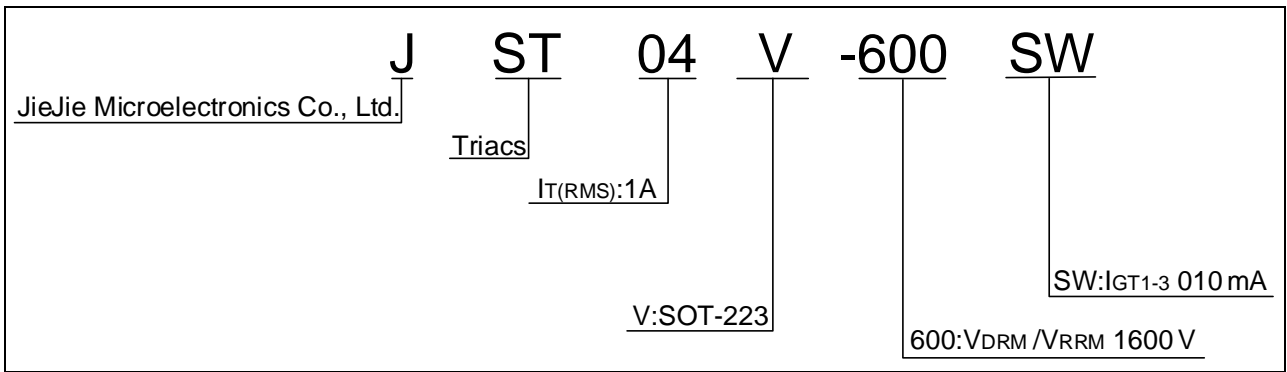 J ST 04 V -600 SW
JieJie Microelectronics Co., Ltd.
Triacs
IT(RMS):1A
SW:IGT1-3 010 mA
V:SOT-223
600:VDRM /VRRM 1600 V